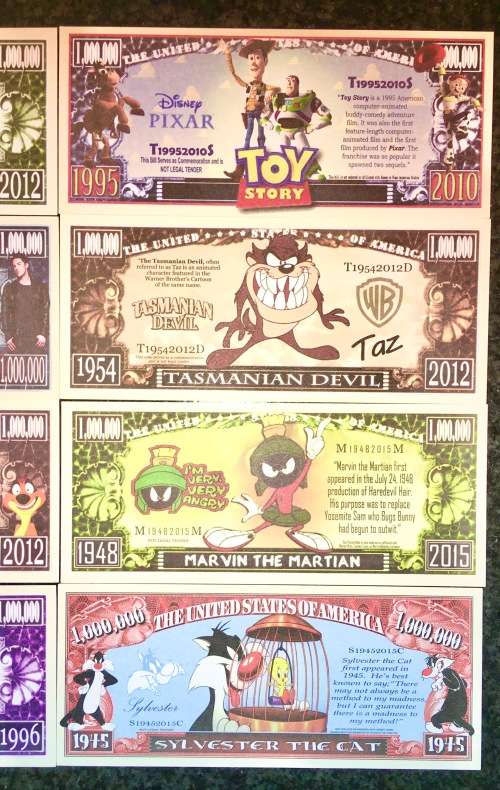 1,000,000
2012
1,000,000
1,000,000
2012
1,000,000
1996
1,000,000
THE UNITED STATES OF AMERICA
000,000
Disney
PIXAR
T19952010S
This Bill Serves as Commemoration and is
NOT LEGAL TENDER
T19952010S
"Toy Story is a 1995 American
computer-animated
buddy-comedy adventure
film. It was also the first
feature-length computer-
animated film and the first
film produced by Pixar. The
franchise was so popular it
spawned two sequels."
TOY
STORY
1995
2010
1,000,000
THE UNITED STATES OF AMERICA
1,000,000
"The Tasmanian Devil, often
referred to as Taz is an animated
character featured in the
Warner Brother's Cartoon
of the same name.
TASMANIAN
DEVIL
T19542012D
T19542012D
WB
Taz
1954
TASMANIAN DEVIL
2012
1,000,000
1,000,000
I'M
VERY,
VERY
ANGRY
M19482015M
NOT LEGAL TENDER
M19482015M
"Marvin the Martian first
appeared in the July 24, 1948
production of Haredevil Hair.
His purpose was to replace
Yosemite Sam who Bugs Bunny
had begun to outwit."
1948
MARVIN THE MARTIAN
2015
1,000,000
THE UNITED STATES OF AMERICA
1,000,000
Sylvester
S19452015C
NOT LEGAL TENDER
S19452015C
Sylvester the Cat
first appeared in
1945. He's best
known to say;"There
may not always be a
method to my madness,
but I can guarantee
there is a madness to
my method!"
1945
SYLVESTER THE CAT
1945